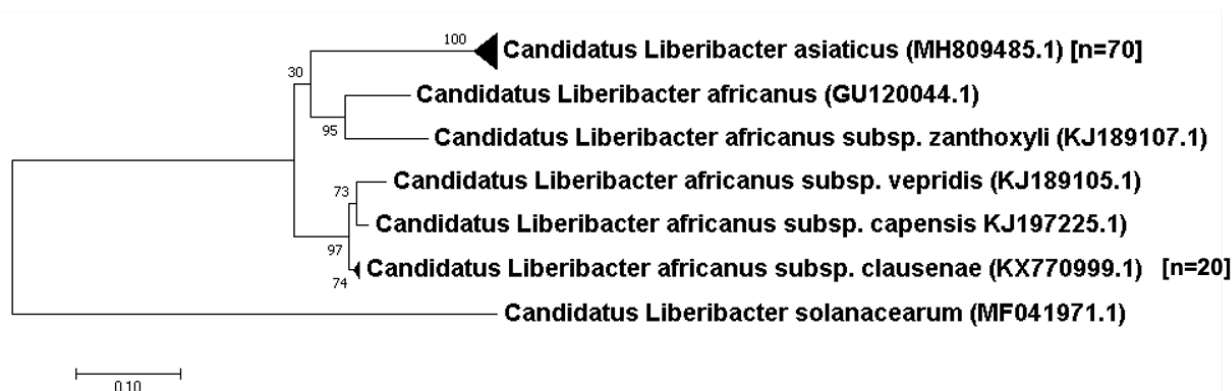 100
Candidatus Liberibacter asiaticus (MH809485.1) [n=70]
30
Candidatus Liberibacter africanus (GU120044.1)
95
Candidatus Liberibacter africanus subsp. zanthoxyli (KJ189107.1)
73
Candidatus Liberibacter africanus subsp. vepridis (KJ189105.1)
Candidatus Liberibacter africanus subsp. capensis KJ197225.1)
97
Candidatus Liberibacter africanus subsp. clausenae (KX770999.1) [n=20]
74
Candidatus Liberibacter solanacearum (MF041971.1)
0.10